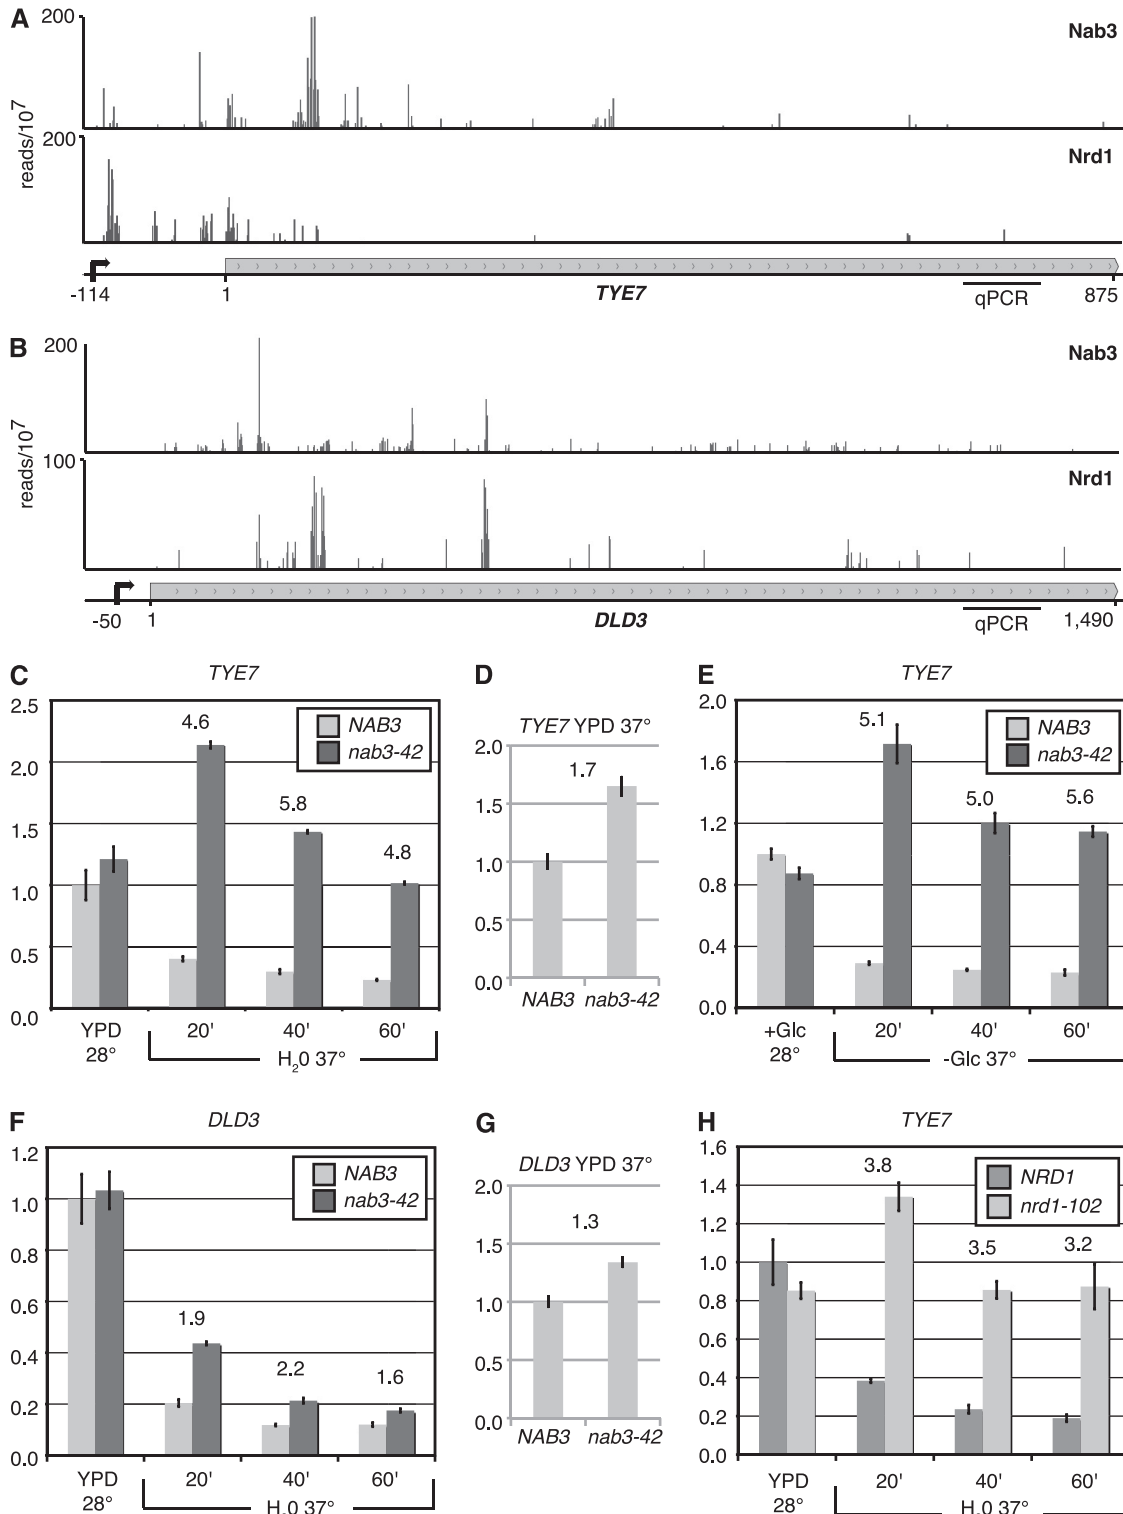 A
200
Nab3
reads/10⁷
200
Nrd1
-114
1
TYE7
qPCR
875
B
200
Nab3
reads/10⁷
100
Nrd1
-50
1
DLD3
qPCR
1,490
C
TYE7
2.5
2.0
1.5
1.0
0.5
0.0
NAB3
nab3-42
4.6
5.8
4.8
YPD
28°
20'
40'
60'
H₂0 37°
D
TYE7 YPD 37°
2.0
1.5
1.0
0.5
0.0
1.7
NAB3
nab3-42
E
TYE7
2.0
1.6
1.2
0.8
0.4
0.0
NAB3
nab3-42
5.1
5.0
5.6
+Glc
28°
20'
40'
60'
-Glc 37°
F
DLD3
1.2
1.0
0.8
0.6
0.4
0.2
0.0
NAB3
nab3-42
1.9
2.2
1.6
YPD
28°
20'
40'
60'
H₂0 37°
G
DLD3 YPD 37°
2.0
1.5
1.0
0.5
0.0
1.3
NAB3
nab3-42
H
TYE7
1.6
1.4
1.2
1.0
0.8
0.6
0.4
0.2
0.0
NRD1
nrd1-102
3.8
3.5
3.2
YPD
28°
20'
40'
60'
H₂0 37°